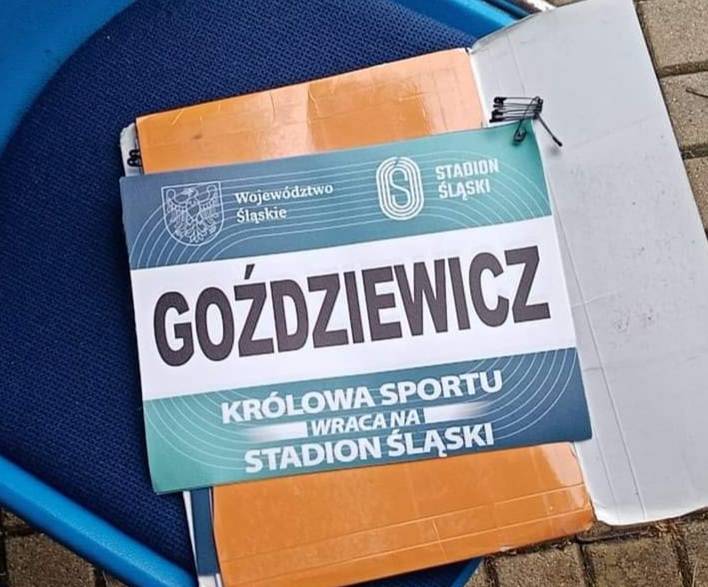 Województwo
Śląskie
STADION
ŚLĄSKI
GOŹDZIEWICZ
KRÓLOWA SPORTU
WRACA NA
STADION ŚLĄSKI